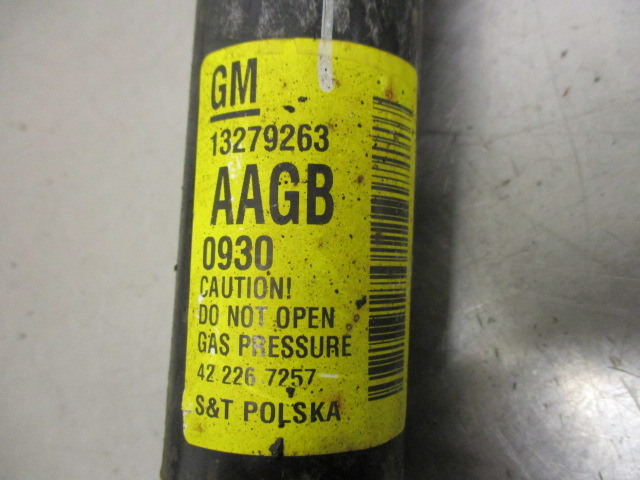 GM
13279263
AAGB
0930
CAUTION!
DO NOT OPEN
GAS PRESSURE
42 226 7257
S&T POLSKA